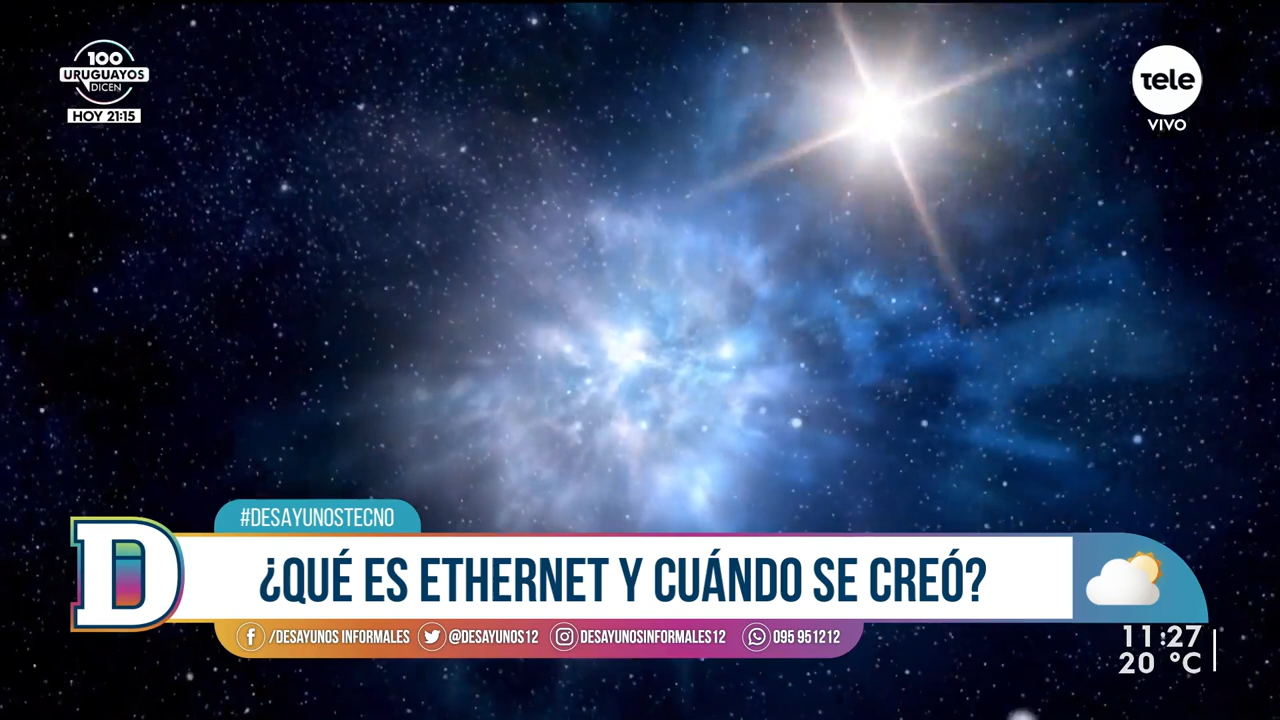 100
URUGUAYOS
DICEN
HOY 21:15
tele
VIVO
#DESAYUNOSTECNO
D
¿QUÉ ES ETHERNET Y CUÁNDO SE CREÓ?
/DESAYUNOS INFORMALES @DESAYUNOS12 DESAYUNOSINFORMALES12 095 951212
11:27
20 °C